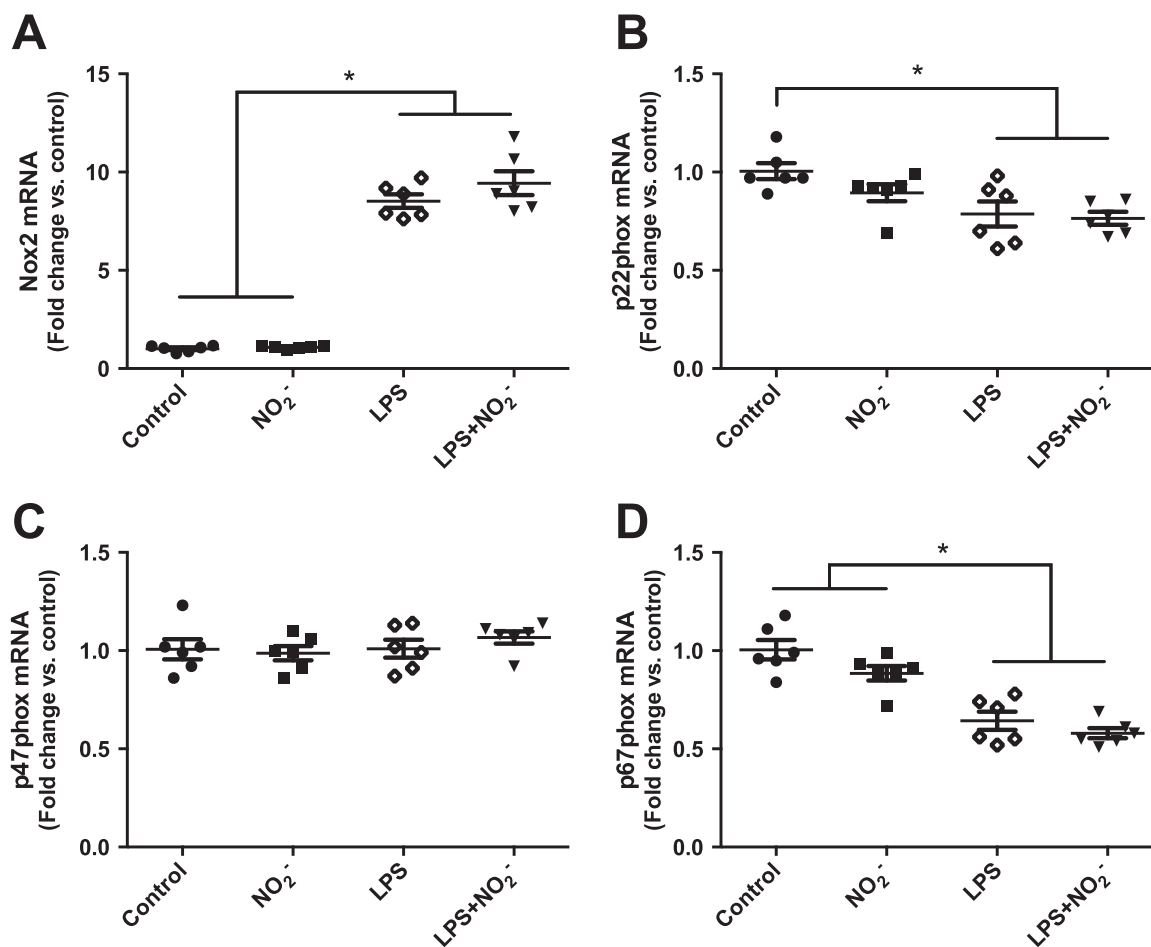 A
Nox2 mRNA
(Fold change vs. control)
15
10
5
0
*
Control
NO₂⁻
LPS
LPS+NO₂⁻
B
p22phox mRNA
(Fold change vs. control)
1.5
1.0
0.5
0.0
*
Control
NO₂⁻
LPS
LPS+NO₂⁻
C
p47phox mRNA
(Fold change vs. control)
1.5
1.0
0.5
0.0
Control
NO₂⁻
LPS
LPS+NO₂⁻
D
p67phox mRNA
(Fold change vs. control)
1.5
1.0
0.5
0.0
*
Control
NO₂⁻
LPS
LPS+NO₂⁻